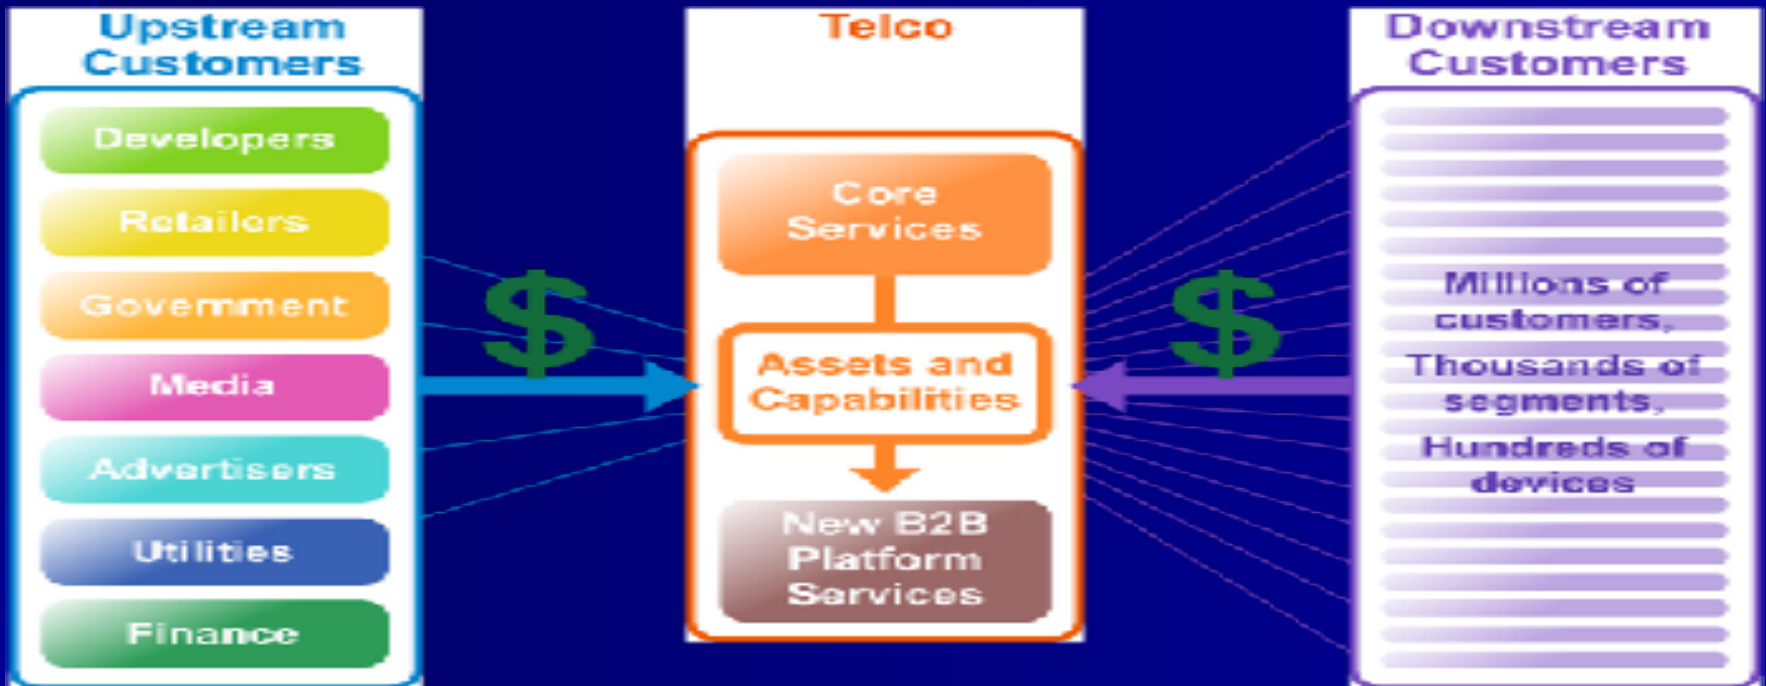 Upstream
Customers
Developers
Retailers
Government
Media
Advertisers
Utilities
Finance
$
Telco
Core
Services
Assets and
Capabilities
New B2B
Platform
Services
$
Downstream
Customers
Millions of
customers,
Thousands of
segments,
Hundreds of
devices